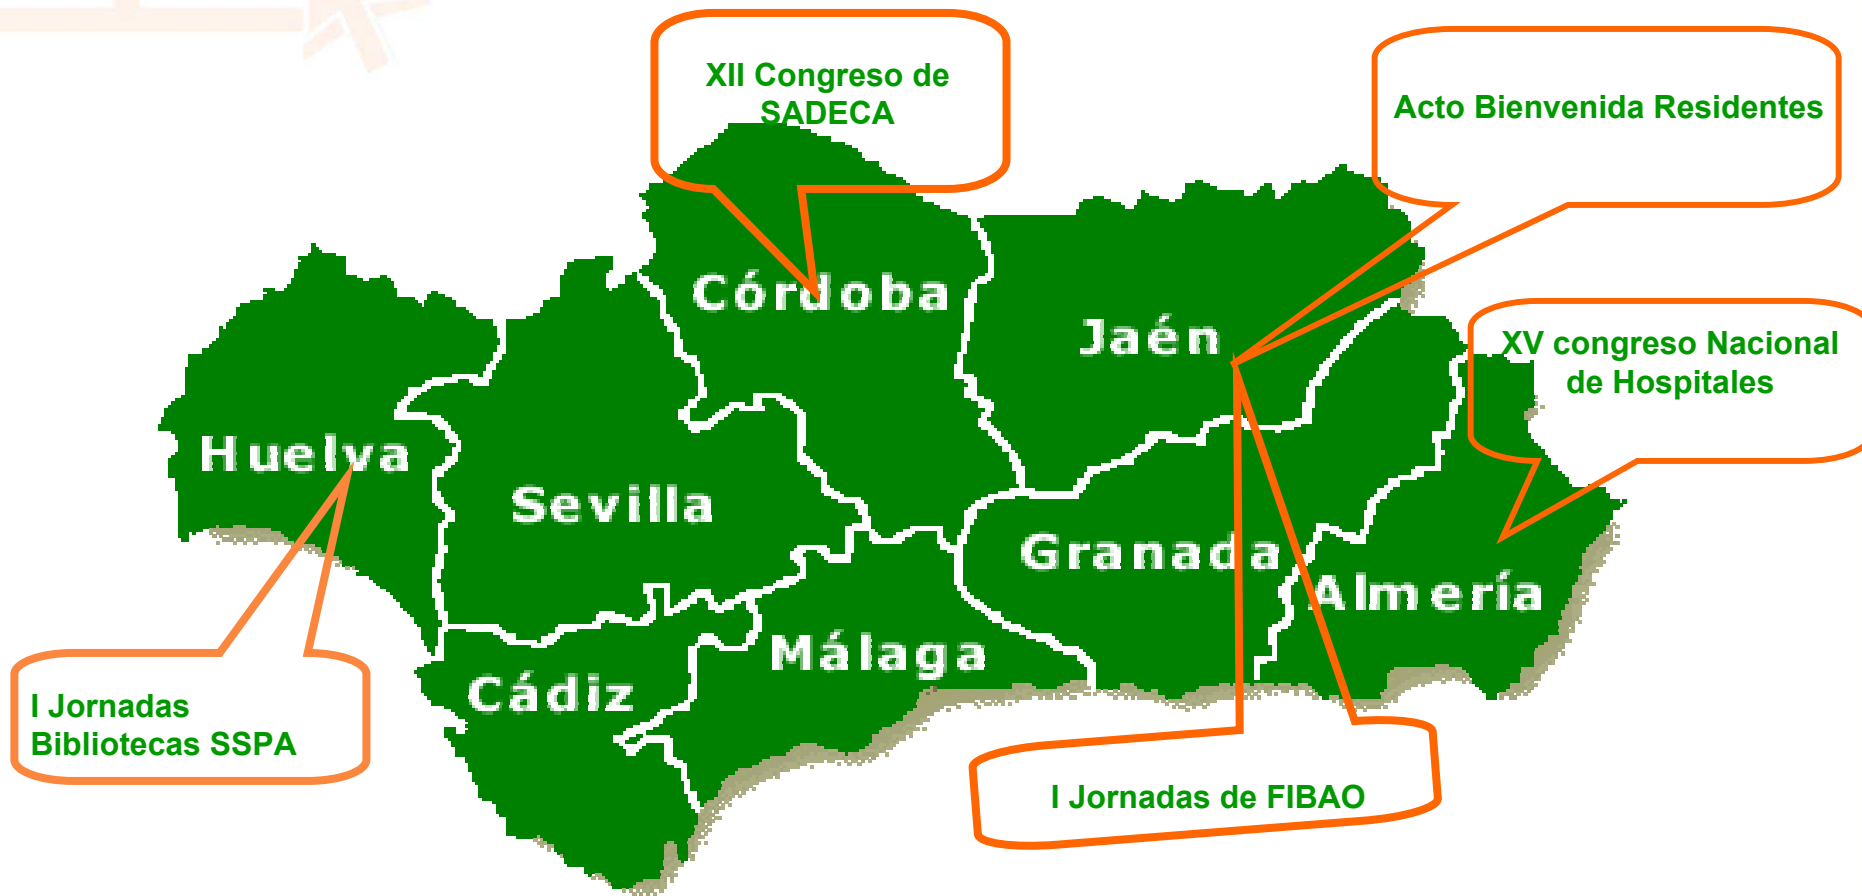 XII Congreso de
SADECA
Acto Bienvenida Residentes
Córdoba
Jaén
XV congreso Nacional
de Hospitales
Huelva
Sevilla
Granada
Almería
Málaga
Cádiz
I Jornadas
Bibliotecas SSPA
I Jornadas de FIBAO